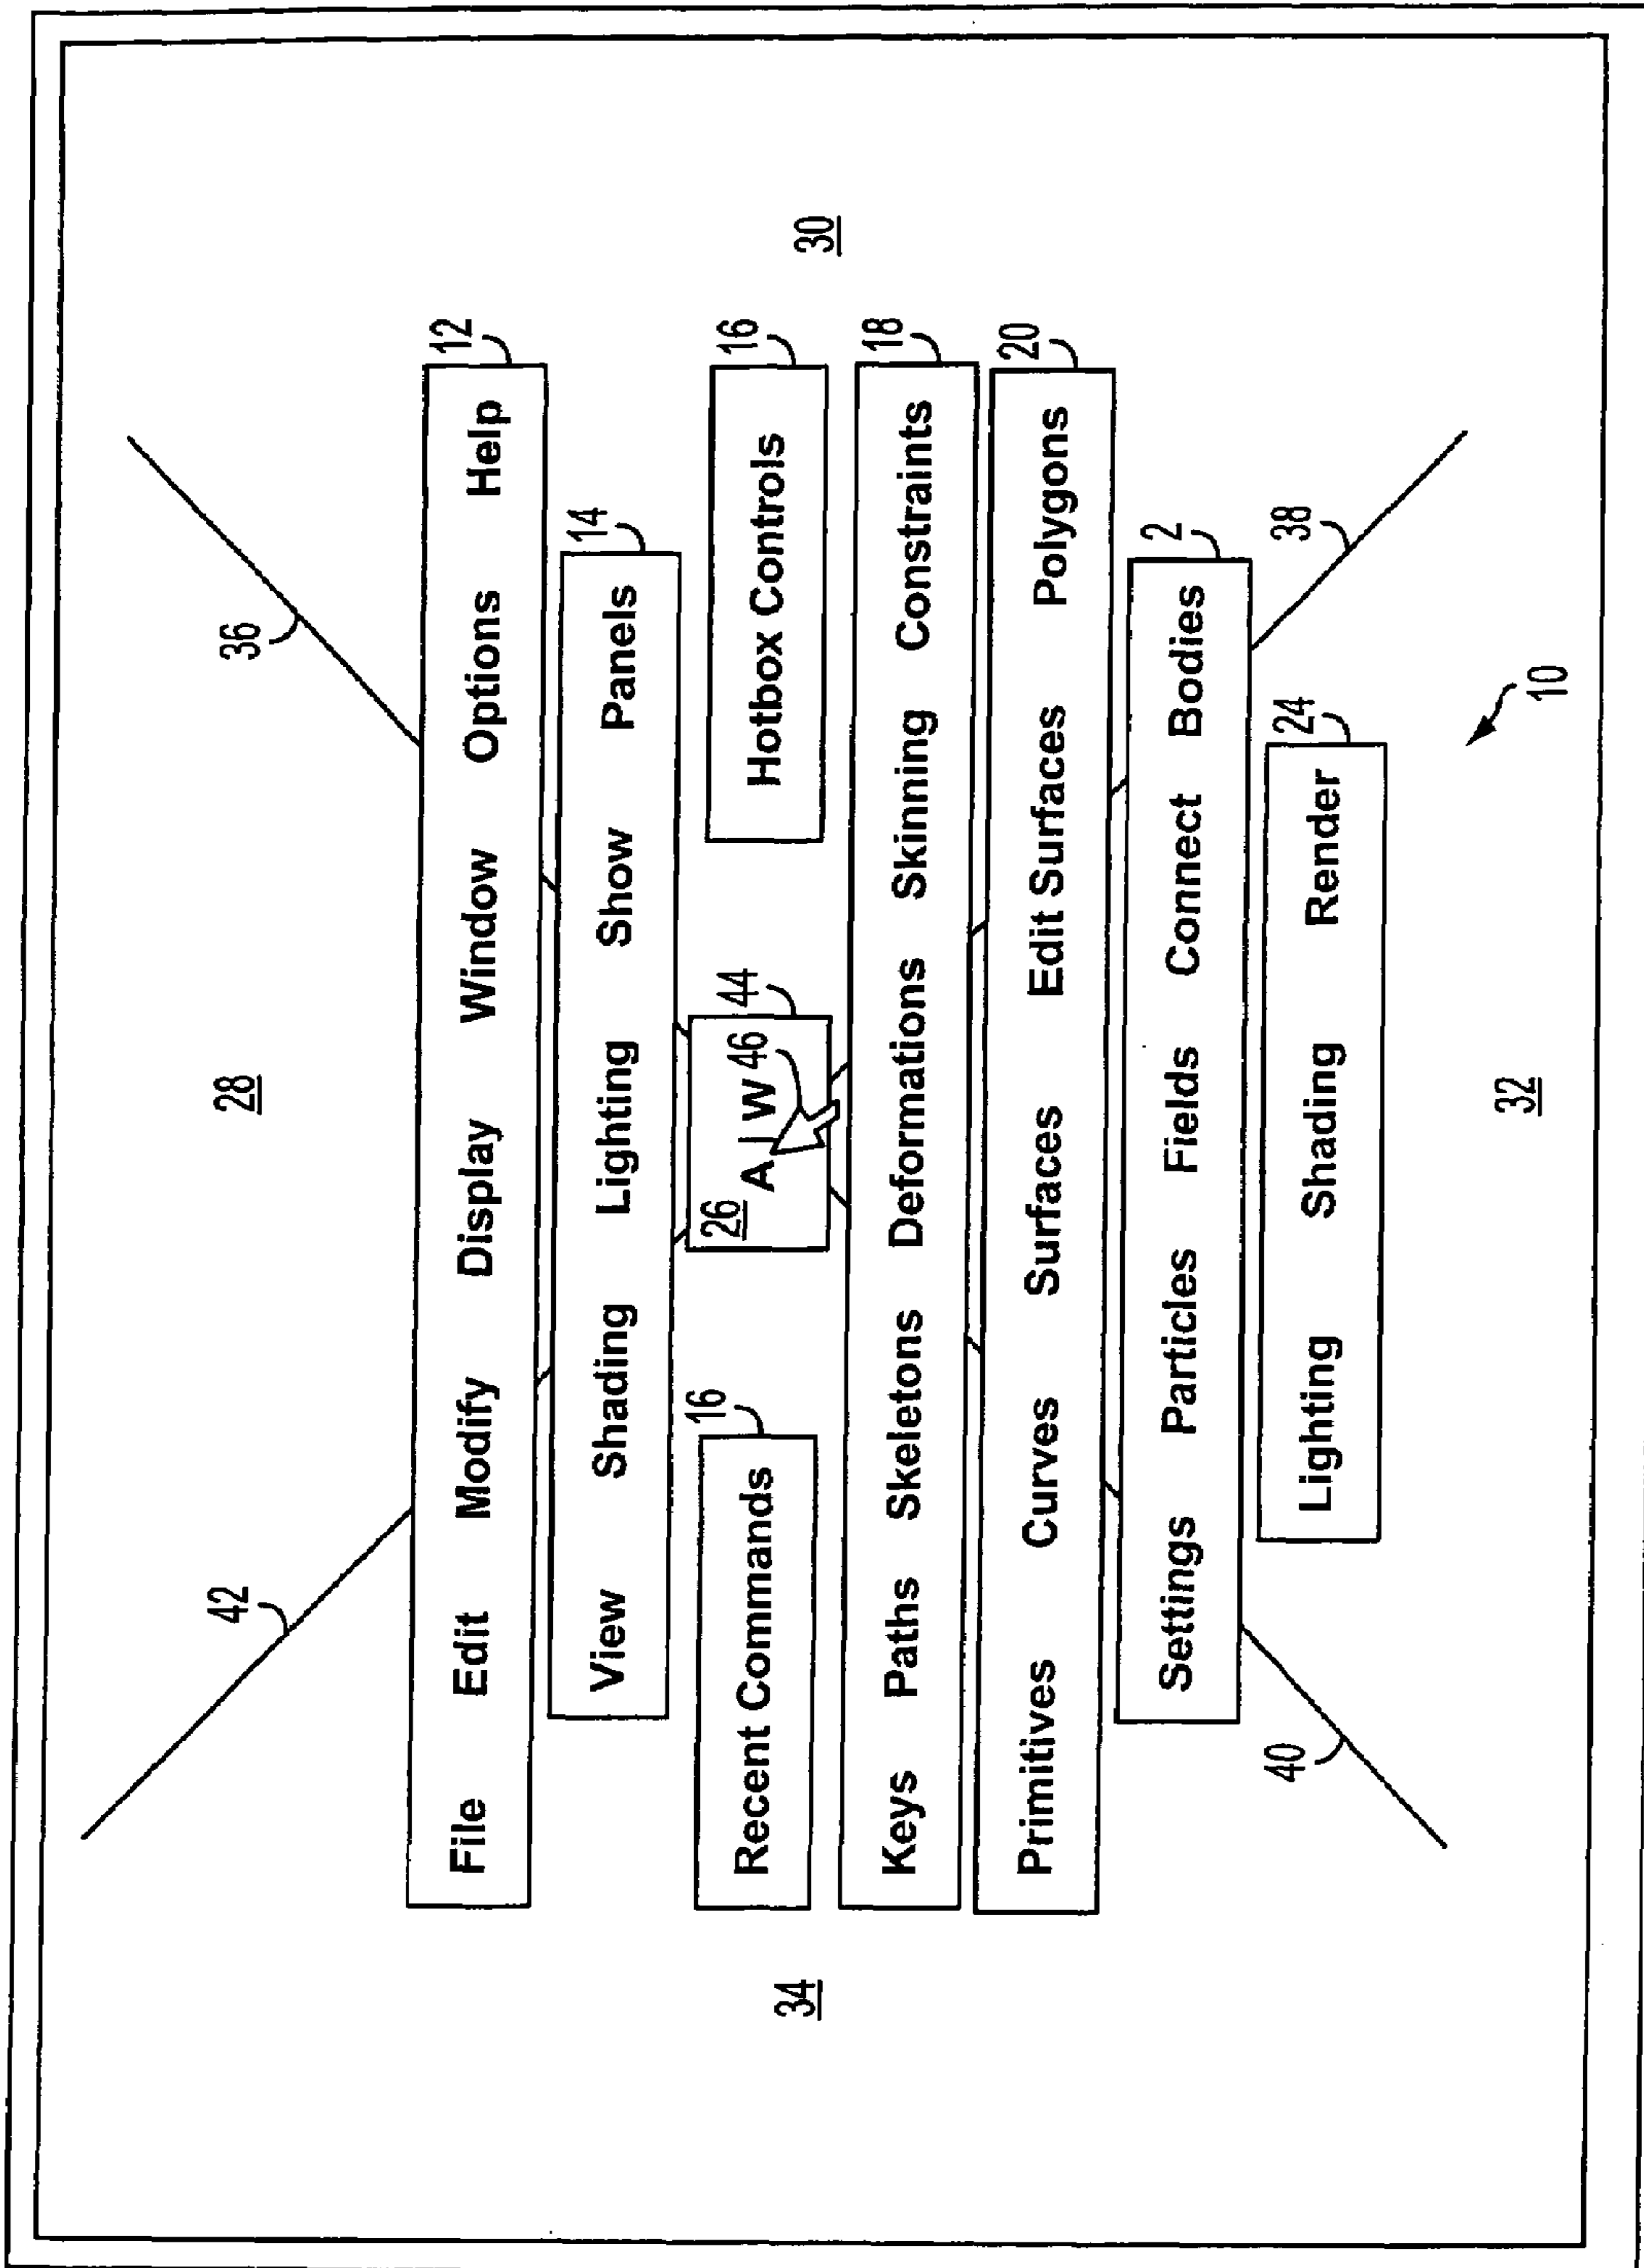 28
42
36
File Edit Modify Display Window Options Help 12
View Shading Lighting Show Panels 14
Recent Commands 16
26 A|W 46 44
Hotbox Controls 16
34
30
Keys Paths Skeletons Deformations Skinning Constraints 18
Primitives Curves Surfaces Edit Surfaces Polygons 20
Settings Particles Fields Connect Bodies 2
Lighting Shading Render 24
40
38
32
10